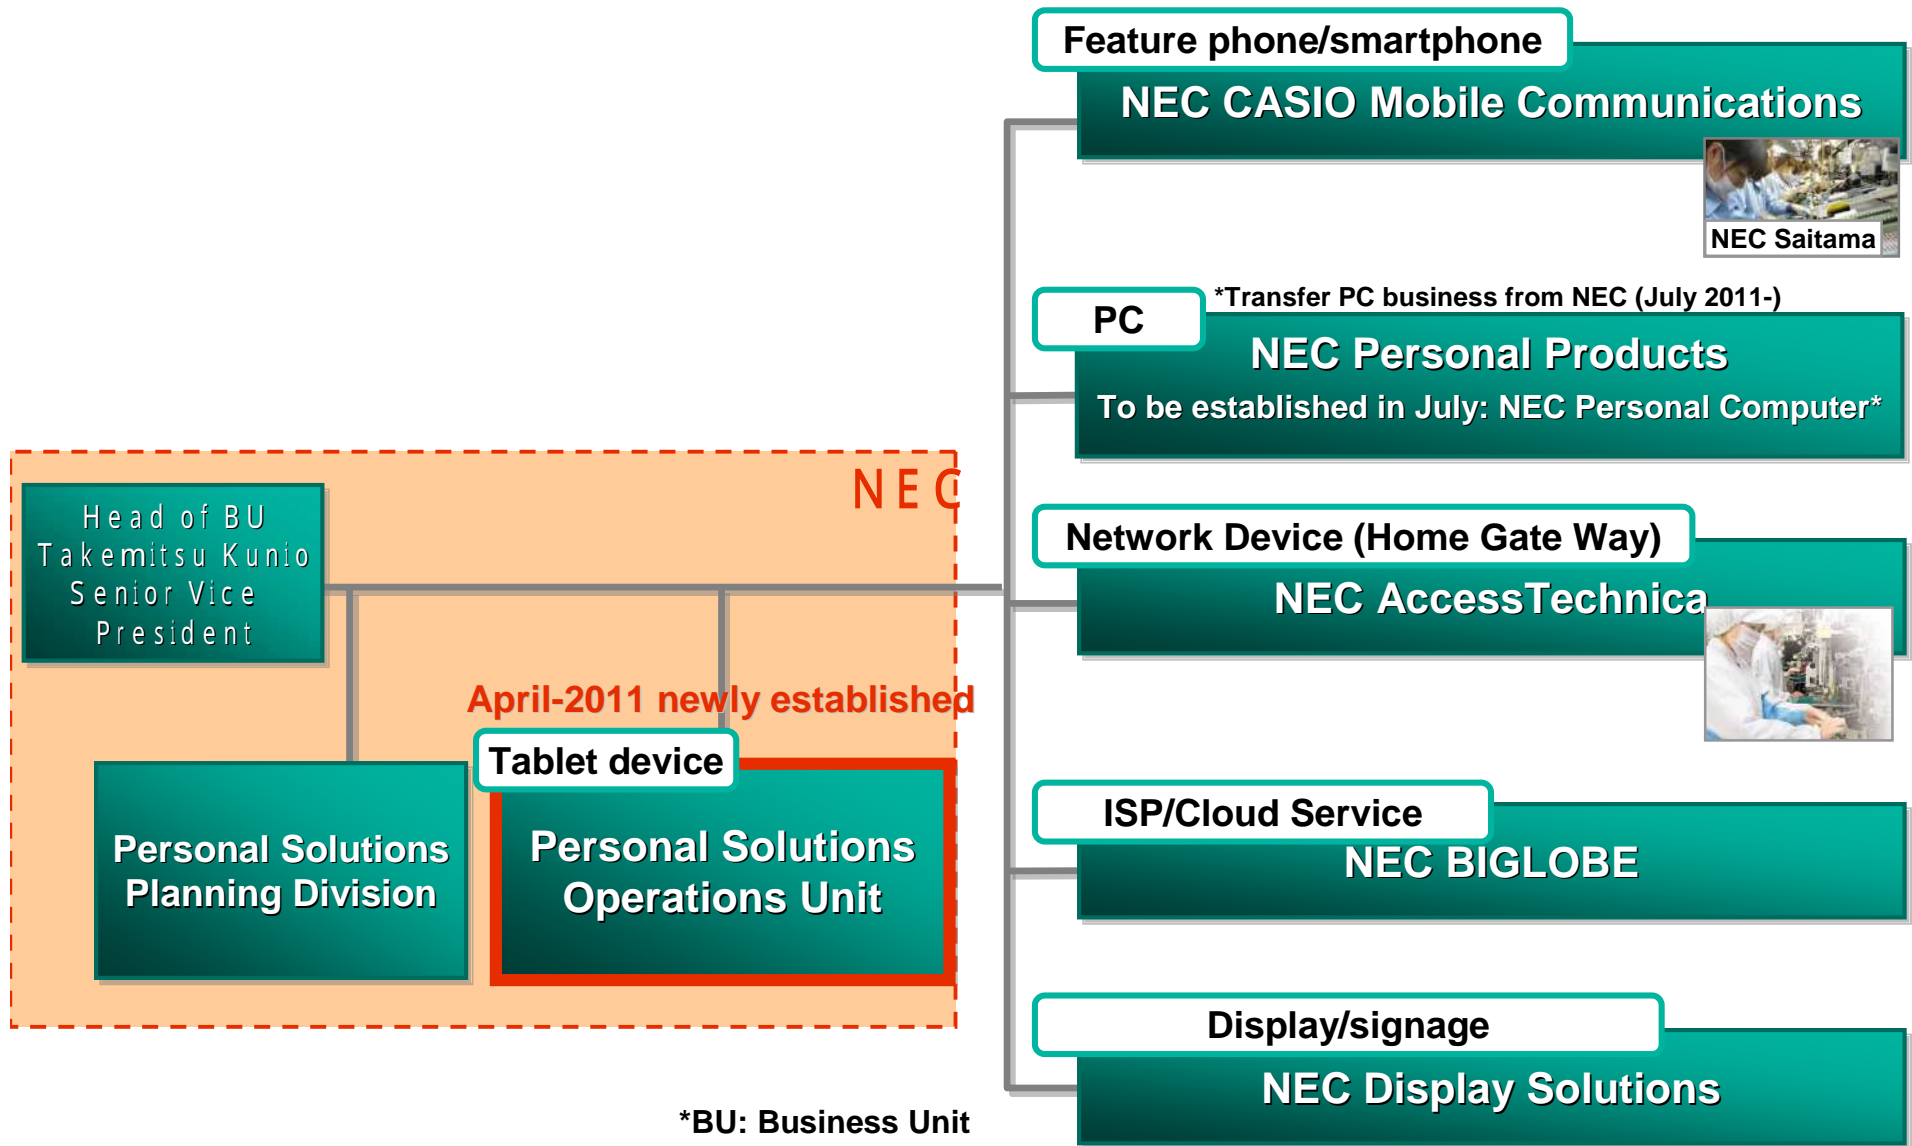 Feature phone/smartphone
NEC CASIO Mobile Communications
NEC Saitama
*Transfer PC business from NEC (July 2011-)
PC
NEC Personal Products
To be established in July: NEC Personal Computer*
NEC
Head of BU
Takemitsu Kunio
Senior Vice
President
Network Device (Home Gate Way)
NEC AccessTechnica
April-2011 newly established
Tablet device
Personal Solutions
Planning Division
Personal Solutions
Operations Unit
ISP/Cloud Service
NEC BIGLOBE
Display/signage
NEC Display Solutions
*BU: Business Unit